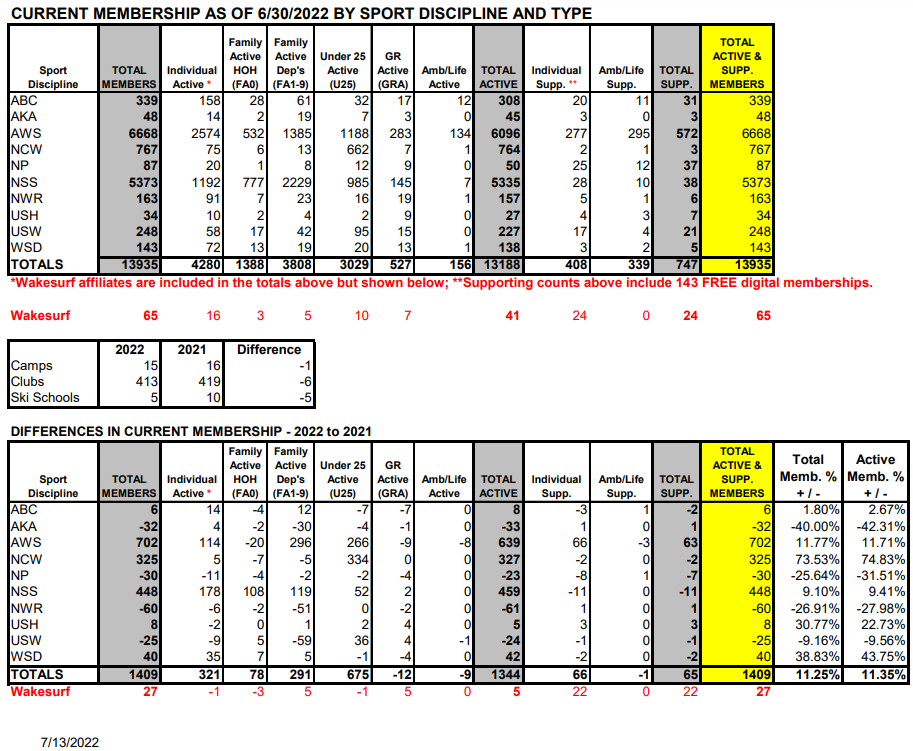 CURRENT MEMBERSHIP AS OF 6/30/2022 BY SPORT DISCIPLINE AND TYPE
Sport Discipline TOTAL MEMBERS Individual Active * Family Active HOH (FA0) Family Active Dep's (FA1-9) Under 25 Active (U25) GR Active (GRA) Amb/Life Active TOTAL ACTIVE Individual Supp. ** Amb/Life Supp. TOTAL SUPP. TOTAL ACTIVE & SUPP. MEMBERS
ABC 339 158 28 61 32 17 12 308 20 11 31 339
AKA 48 14 2 19 7 3 0 45 3 0 3 48
AWS 6668 2574 532 1385 1188 283 134 6096 277 295 572 6668
NCW 767 75 6 13 662 7 1 764 2 1 3 767
NP 87 20 1 8 12 9 0 50 25 12 37 87
NSS 5373 1192 777 2229 985 145 7 5335 28 10 38 5373
NWR 163 91 7 23 16 19 1 157 5 1 6 163
USH 34 10 2 4 2 9 0 27 4 3 7 34
USW 248 58 17 42 95 15 0 227 17 4 21 248
WSD 143 72 13 19 20 13 1 138 3 2 5 143
TOTALS 13935 4280 1388 3808 3029 527 156 13188 408 339 747 13935
*Wakesurf affiliates are included in the totals above but shown below; **Supporting counts above include 143 FREE digital memberships.
Wakesurf 65 16 3 5 10 7 41 24 0 24 65
2022 2021 Difference
Camps 15 16 -1
Clubs 413 419 -6
Ski Schools 5 10 -5
DIFFERENCES IN CURRENT MEMBERSHIP - 2022 to 2021
Sport Discipline TOTAL MEMBERS Individual Active * Family Active HOH (FA0) Family Active Dep's (FA1-9) Under 25 Active (U25) GR Active (GRA) Amb/Life Active TOTAL ACTIVE Individual Supp. Amb/Life Supp. TOTAL SUPP. TOTAL ACTIVE & SUPP. MEMBERS Total Memb. % + / - Active Memb. % + / -
ABC 6 14 -4 12 -7 -7 0 8 -3 1 -2 6 1.80% 2.67%
AKA -32 4 -2 -30 -4 -1 0 -33 1 0 1 -32 -40.00% -42.31%
AWS 702 114 -20 296 266 -9 -8 639 66 -3 63 702 11.77% 11.71%
NCW 325 5 -7 -5 334 0 0 327 -2 0 -2 325 73.53% 74.83%
NP -30 -11 -4 -2 -2 -4 0 -23 -8 1 -7 -30 -25.64% -31.51%
NSS 448 178 108 119 52 2 0 459 -11 0 -11 448 9.10% 9.41%
NWR -60 -6 -2 -51 0 -2 0 -61 1 0 1 -60 -26.91% -27.98%
USH 8 -2 0 1 2 4 0 5 3 0 3 8 30.77% 22.73%
USW -25 -9 5 -59 36 4 -1 -24 -1 0 -1 -25 -9.16% -9.56%
WSD 40 35 7 5 -1 -4 0 42 -2 0 -2 40 38.83% 43.75%
TOTALS 1409 321 78 291 675 -12 -9 1344 66 -1 65 1409 11.25% 11.35%
Wakesurf 27 -1 -3 5 -1 5 0 5 22 0 22 27
7/13/2022